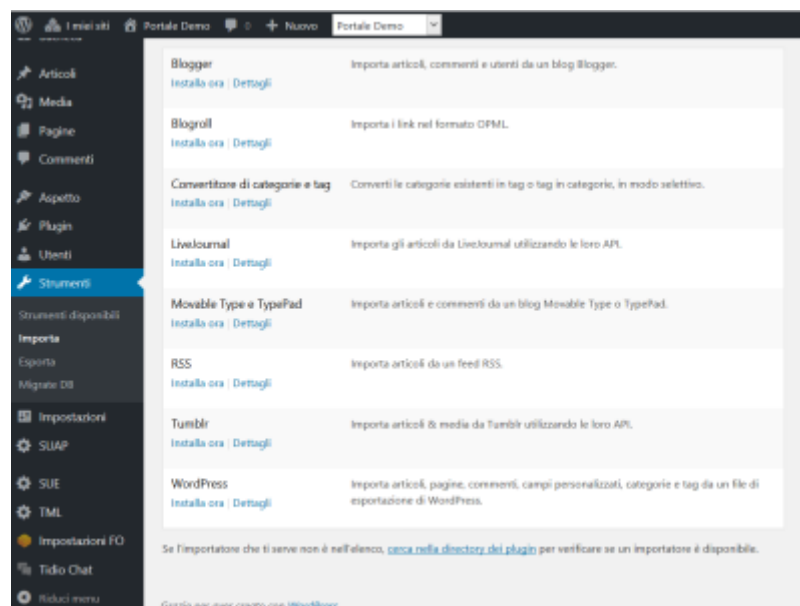 I miei siti Portale Demo 0 Nuovo Portale Demo
Articoli
Media
Pagine
Commenti
Aspetto
Plugin
Utenti
Strumenti
Strumenti disponibili
Importa
Esporta
Migrate DB
Impostazioni
SUAP
SUE
TML
Impostazioni FO
Tidio Chat
Riduci menu
Blogger Importa articoli, commenti e utenti da un blog Blogger.
Installa ora | Dettagli
Blogroll Importa i link nel formato OPML.
Installa ora | Dettagli
Convertitore di categorie e tag Converti le categorie esistenti in tag o tag in categorie, in modo selettivo.
Installa ora | Dettagli
LiveJournal Importa gli articoli da LiveJournal utilizzando le loro API.
Installa ora | Dettagli
Movable Type e TypePad Importa articoli e commenti da un blog Movable Type o TypePad.
Installa ora | Dettagli
RSS Importa articoli da un feed RSS.
Installa ora | Dettagli
Tumblr Importa articoli & media da Tumblr utilizzando le loro API.
Installa ora | Dettagli
WordPress Importa articoli, pagine, commenti, campi personalizzati, categorie e tag da un file di
Installa ora | Dettagli esportazione di WordPress.
Se l'importatore che ti serve non è nell'elenco, cerca nella directory dei plugin per verificare se un importatore è disponibile.